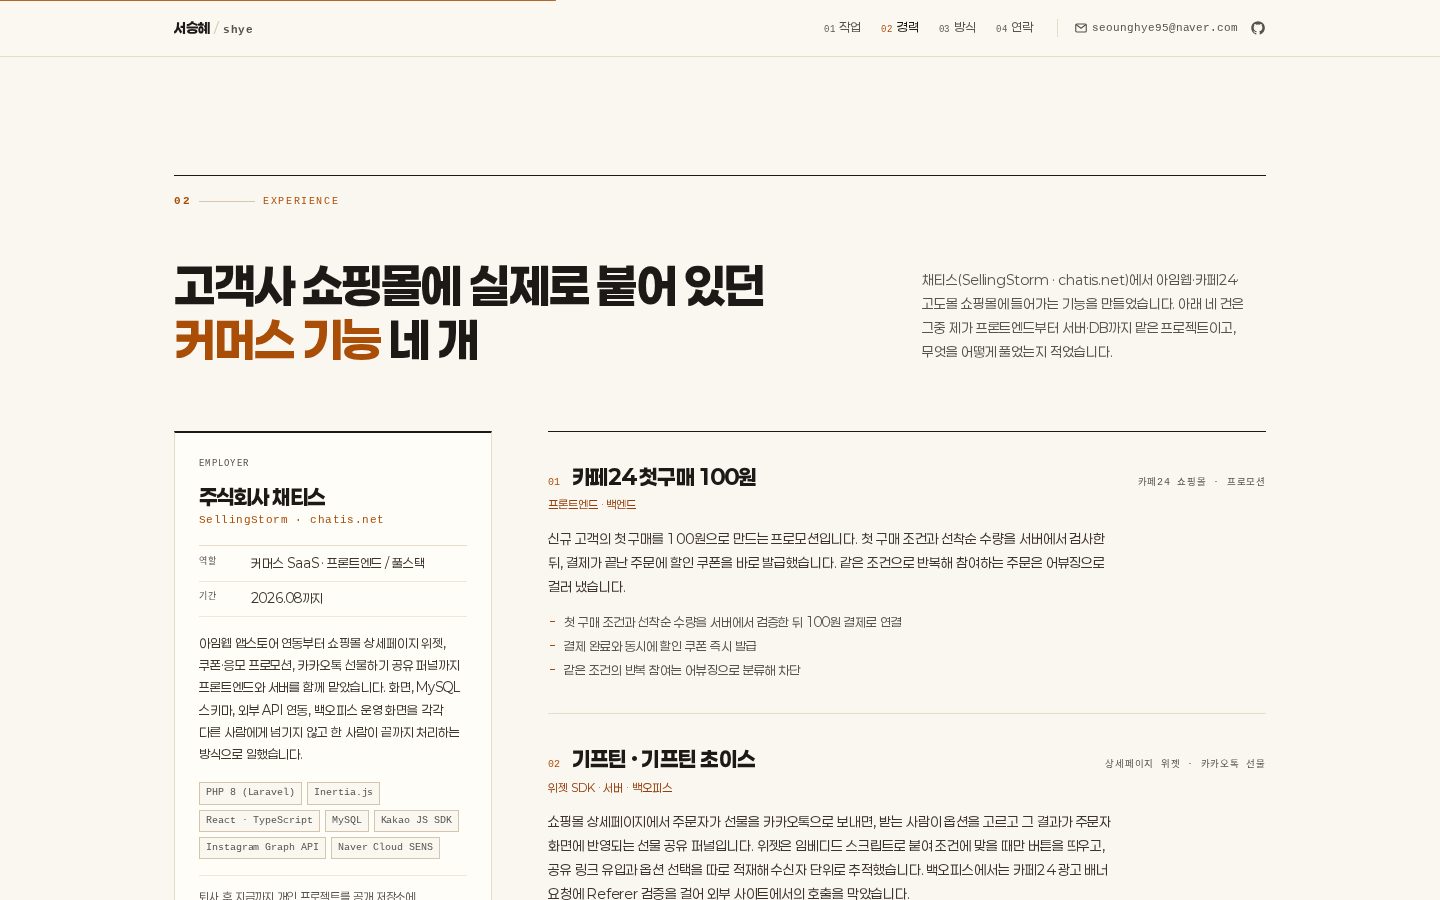 서승혜 / shye
01 작업 02 경력 03 방식 04 연락 seounghye95@naver.com
02 EXPERIENCE
고객사 쇼핑몰에 실제로 붙어 있던
커머스 기능 네 개
채티스(SellingStorm · chatis.net)에서 아임웹·카페24·
고도몰 쇼핑몰에 들어가는 기능을 만들었습니다. 아래 네 건은
그중 제가 프론트엔드부터 서버·DB까지 맡은 프로젝트이고,
무엇을 어떻게 풀었는지 적었습니다.
EMPLOYER
주식회사 채티스
SellingStorm · chatis.net
역할 커머스 SaaS · 프론트엔드 / 풀스택
기간 2026.08까지
아임웹 앱스토어 연동부터 쇼핑몰 상세페이지 위젯,
쿠폰·응모 프로모션, 카카오톡 선물하기 공유 퍼널까지
프론트엔드와 서버를 함께 맡았습니다. 화면, MySQL
스키마, 외부 API 연동, 백오피스 운영 화면을 각각
다른 사람에게 넘기지 않고 한 사람이 끝까지 처리하는
방식으로 일했습니다.
PHP 8 (Laravel) Inertia.js
React · TypeScript MySQL Kakao JS SDK
Instagram Graph API Naver Cloud SENS
퇴사 후 지금까지 개인 프로젝트를 공개 저장소에
01 카페24 첫구매 100원 카페24 쇼핑몰 · 프로모션
프론트엔드 · 백엔드
신규 고객의 첫 구매를 100원으로 만드는 프로모션입니다. 첫 구매 조건과 선착순 수량을 서버에서 검사한
뒤, 결제가 끝난 주문에 할인 쿠폰을 바로 발급했습니다. 같은 조건으로 반복해 참여하는 주문은 어뷰징으로
걸러 냈습니다.
– 첫 구매 조건과 선착순 수량을 서버에서 검증한 뒤 100원 결제로 연결
– 결제 완료와 동시에 할인 쿠폰 즉시 발급
– 같은 조건의 반복 참여는 어뷰징으로 분류해 차단
02 기프틴 · 기프틴 초이스 상세페이지 위젯 · 카카오톡 선물
위젯 SDK · 서버 · 백오피스
쇼핑몰 상세페이지에서 주문자가 선물을 카카오톡으로 보내면, 받는 사람이 옵션을 고르고 그 결과가 주문자
화면에 반영되는 선물 공유 퍼널입니다. 위젯은 임베디드 스크립트로 붙여 조건에 맞을 때만 버튼을 띄우고,
공유 링크 유입과 옵션 선택을 따로 적재해 수신자 단위로 추적했습니다. 백오피스에서는 카페24 광고 배너
요청에 Referer 검증을 걸어 외부 사이트에서의 호출을 막았습니다.